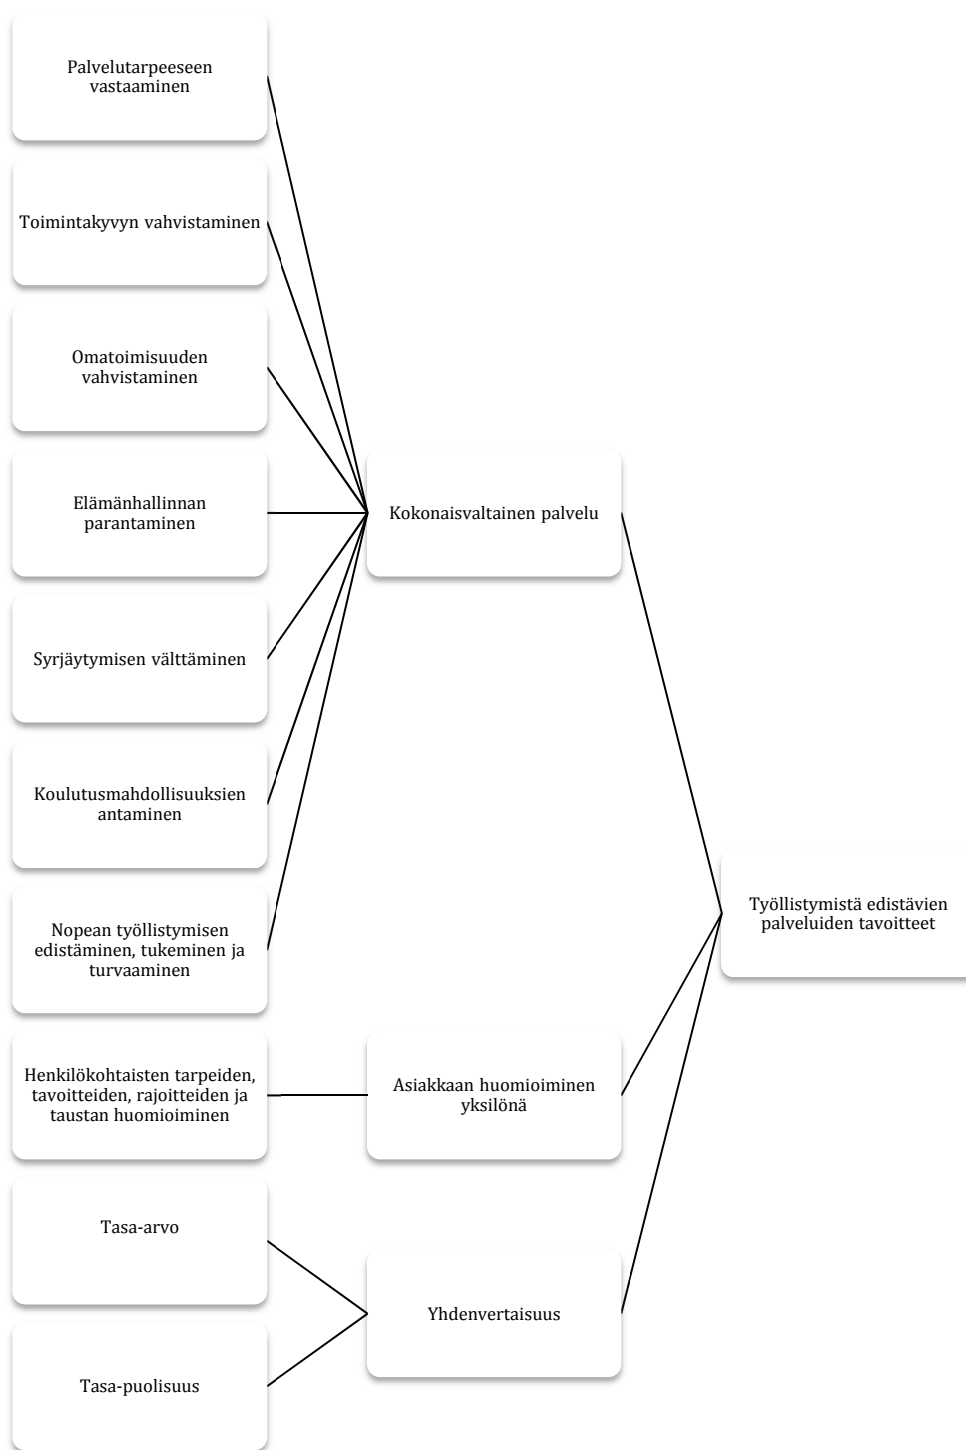 Palvelutarpeeseen
vastaaminen
Toimintakyvyn vahvistaminen
Omatoimisuuden
vahvistaminen
Elämänhallinnan
parantaminen
Kokonaisvaltainen palvelu
Syrjäytymisen välttäminen
Koulutusmahdollisuuksien
antaminen
Nopean työllistymisen
edistäminen, tukeminen ja
turvaaminen
Työllistymistä edistävien
palveluiden tavoitteet
Henkilökohtaisten tarpeiden,
tavoitteiden, rajoitteiden ja
taustan huomioiminen
Asiakkaan huomioiminen
yksilönä
Tasa-arvo
Yhdenvertaisuus
Tasa-puolisuus